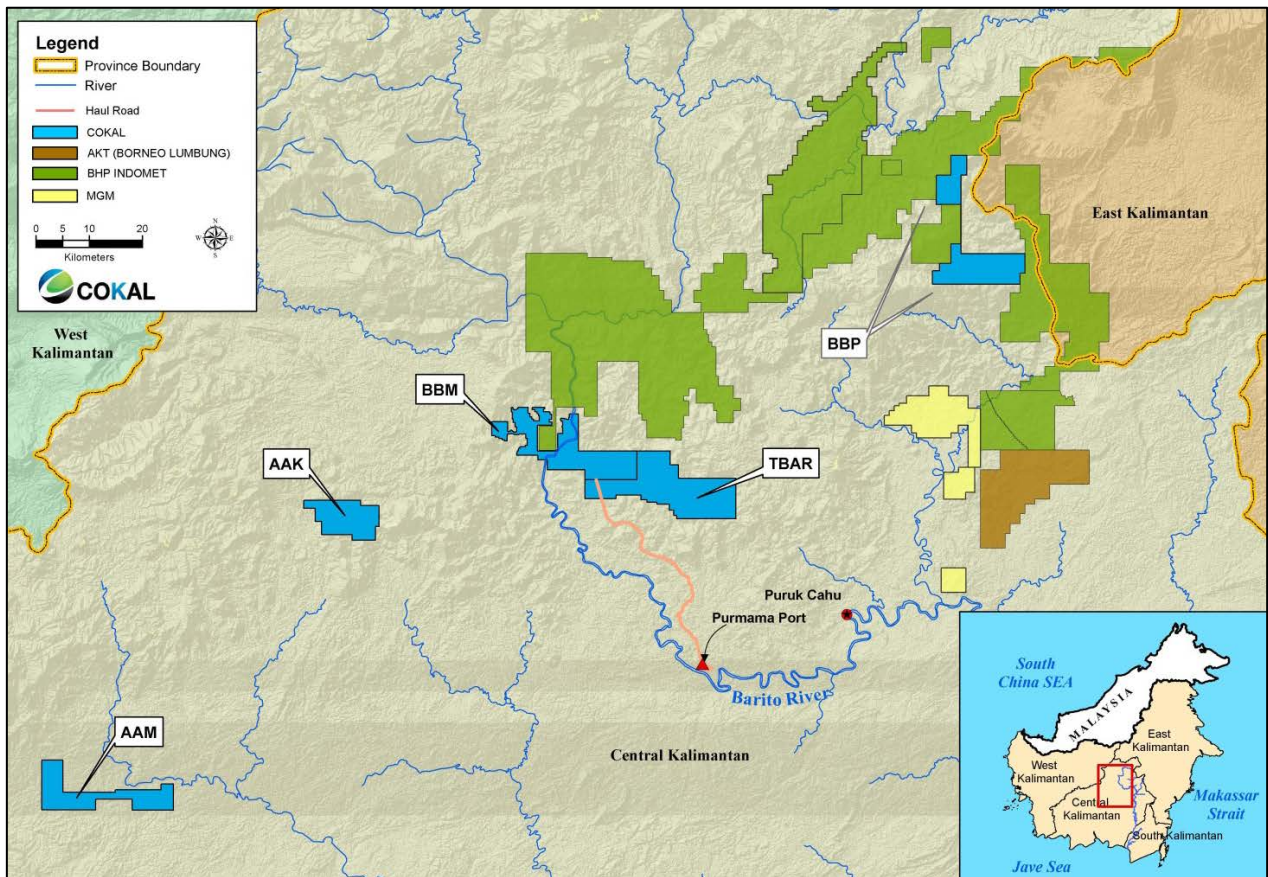 Legend
Province Boundary
River
Haul Road
COKAL
AKT (BORNEO LUMBUNG)
BHP INDOMET
MGM
0 5 10 20
Kilometers
N
W E
S
COKAL
West
Kalimantan
East Kalimantan
BBP
BBM
AAK
TBAR
Puruk Cahu
Purmama Port
Barito River
AAM
Central Kalimantan
South
China SEA
MALAYSIA
East
Kalimantan
West
Kalimantan
Central
Kalimantan
Makassar
Strait
South Kalimantan
Jave Sea